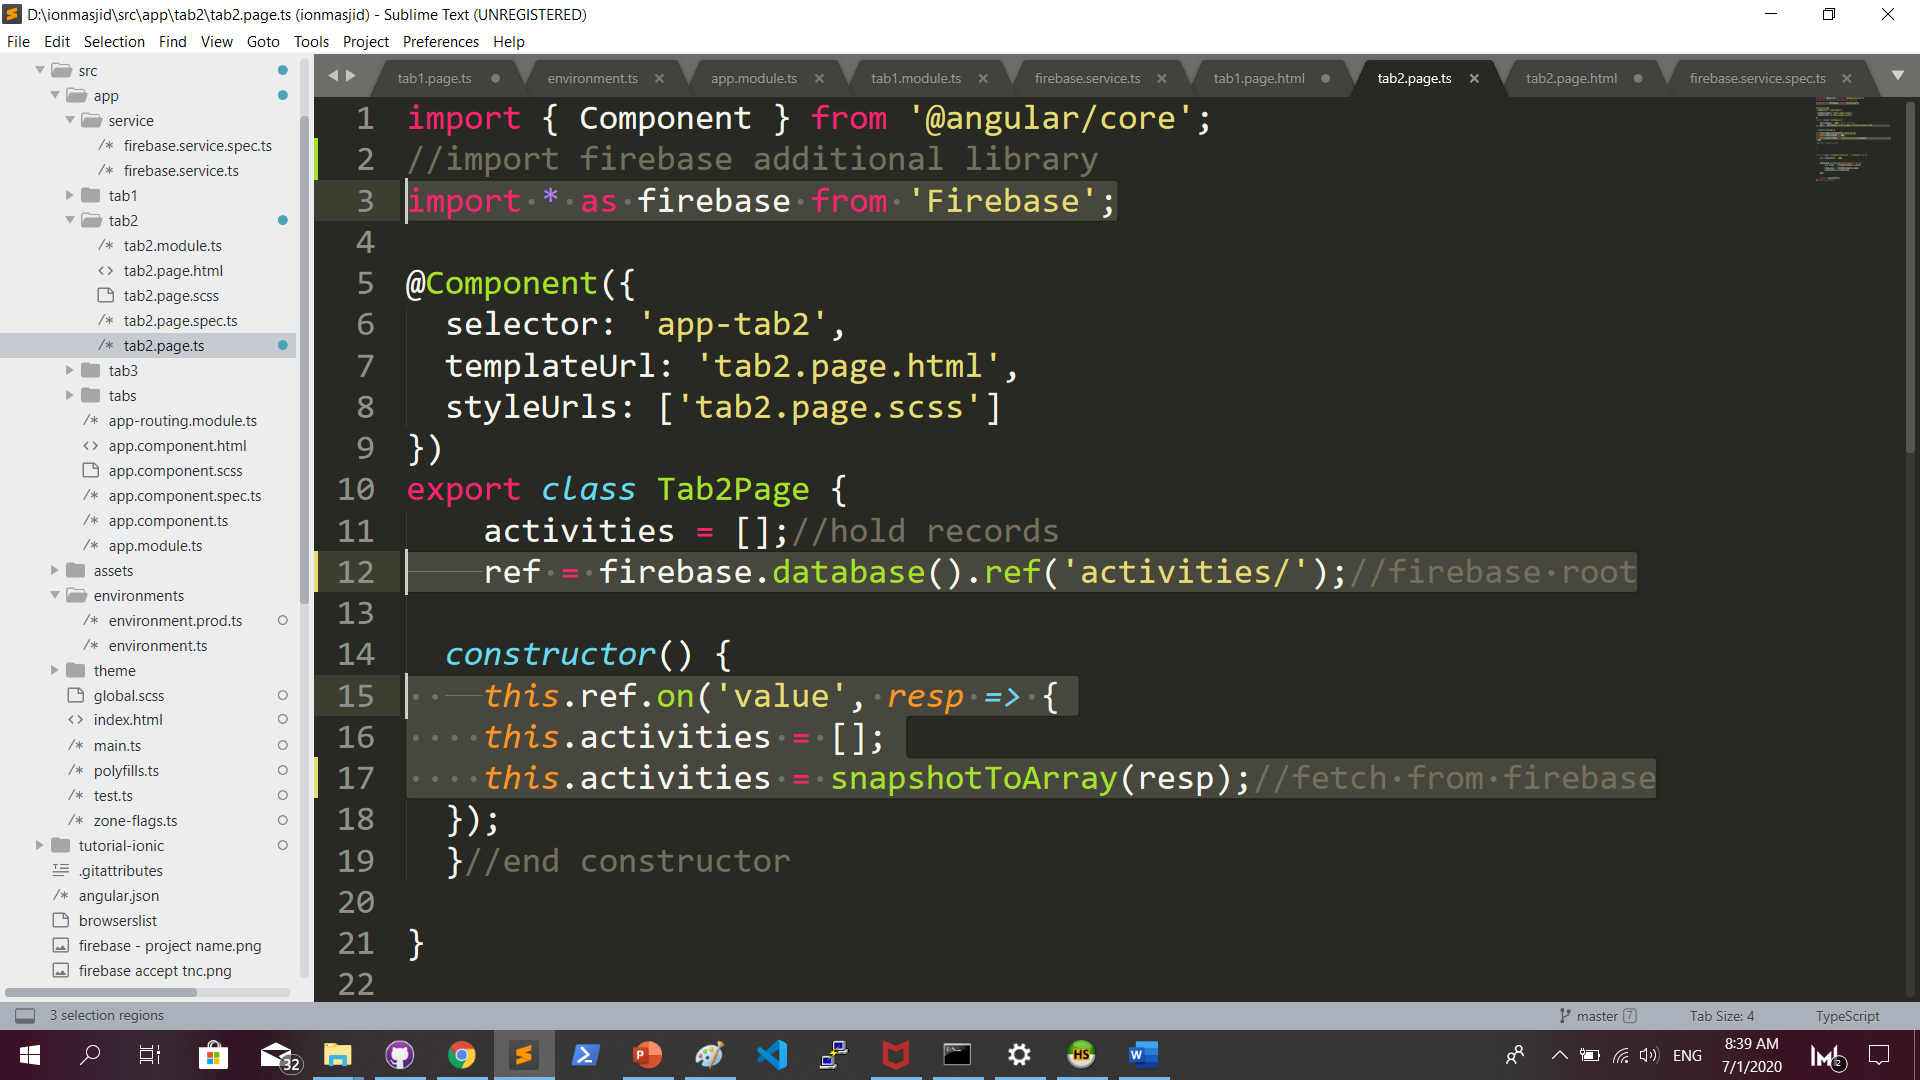 D:\ionmasjid\src\app\tab2\tab2.page.ts (ionmasjid) - Sublime Text (UNREGISTERED)
File Edit Selection Find View Goto Tools Project Preferences Help
src
app
service
firebase.service.spec.ts
firebase.service.ts
tab1
tab2
tab2.module.ts
tab2.page.html
tab2.page.scss
tab2.page.spec.ts
tab2.page.ts
tab3
tabs
app-routing.module.ts
app.component.html
app.component.scss
app.component.spec.ts
app.component.ts
app.module.ts
assets
environments
environment.prod.ts
environment.ts
theme
global.scss
index.html
main.ts
polyfills.ts
test.ts
zone-flags.ts
tutorial-ionic
.gitattributes
angular.json
browserslist
firebase - project name.png
firebase accept tnc.png
tab1.page.ts environment.ts app.module.ts tab1.module.ts firebase.service.ts tab1.page.html tab2.page.ts tab2.page.html firebase.service.spec.ts
1 import { Component } from '@angular/core';
2 //import firebase additional library
3 import * as firebase from 'Firebase';
4
5 @Component({
6 selector: 'app-tab2',
7 templateUrl: 'tab2.page.html',
8 styleUrls: ['tab2.page.scss']
9 })
10 export class Tab2Page {
11 activities = [];//hold records
12 ref = firebase.database().ref('activities/');//firebase root
13
14 constructor() {
15 this.ref.on('value', resp => {
16 this.activities = [];
17 this.activities = snapshotToArray(resp);//fetch from firebase
18 });
19 }//end constructor
20
21 }
22
3 selection regions master 7 Tab Size: 4 TypeScript
32
ENG
8:39 AM
7/1/2020
2